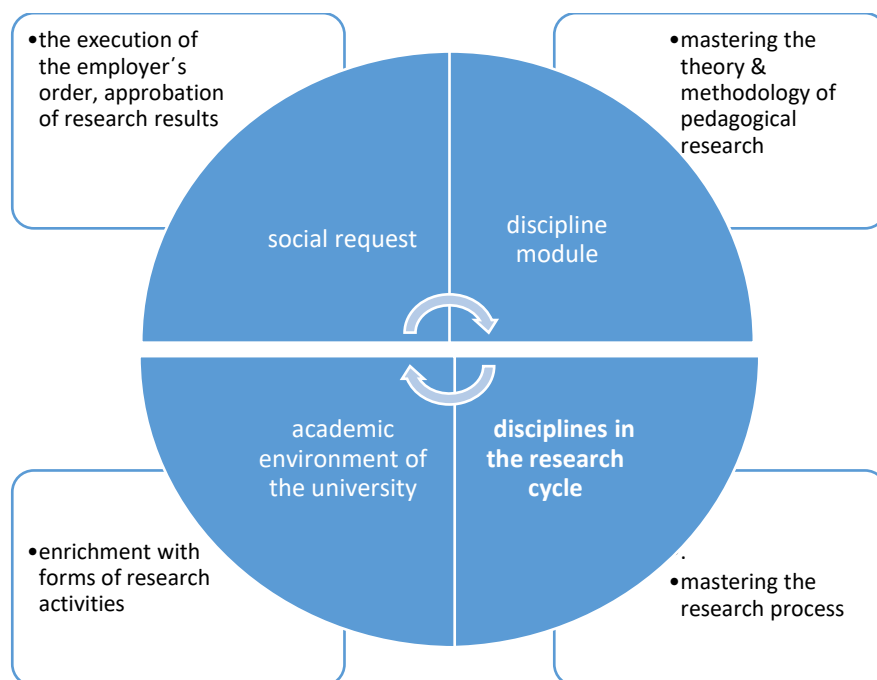 •the execution of
the employer´s
order, approbation
of research results
•mastering the
theory &
methodology of
pedagogical
research
social request
discipline
module
academic
environment of
the university
disciplines in
the research
cycle
•enrichment with
forms of research
activities
.
•mastering the
research process